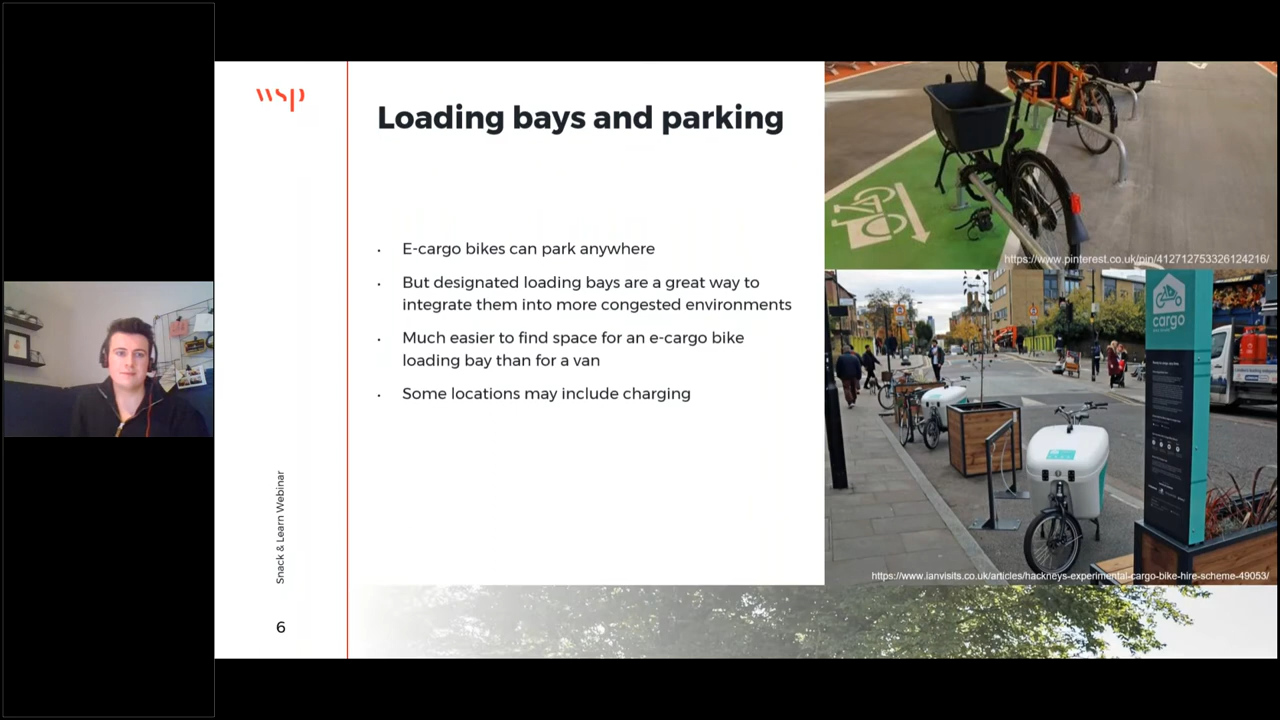 wsp
Loading bays and parking
• E-cargo bikes can park anywhere
• But designated loading bays are a great way to
integrate them into more congested environments
• Much easier to find space for an e-cargo bike
loading bay than for a van
• Some locations may include charging
Snack & Learn Webinar
6
https://www.pinterest.co.uk/pin/412712753326124216/
cargo
https://www.ianvisits.co.uk/articles/hackneys-experimental-cargo-bike-hire-scheme-49053/